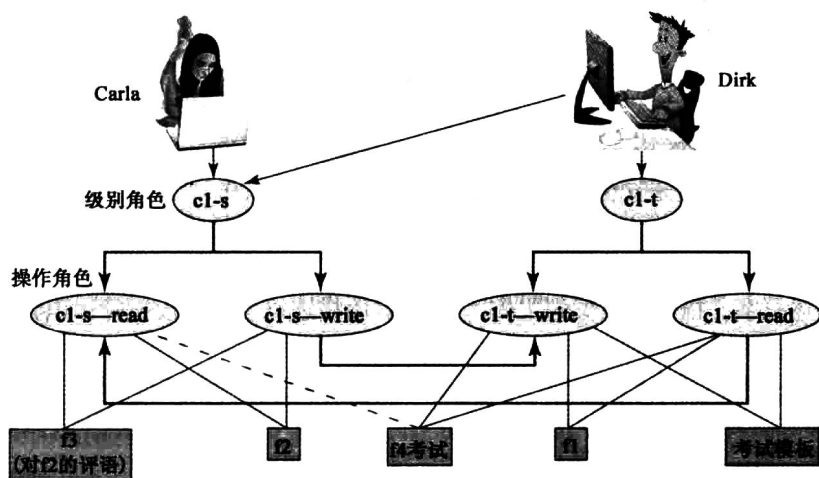 Carla
Dirk
级别角色
c1-s
c1-t
操作角色
c1-s—read
c1-s—write
c1-t—write
c1-t—read
f3
(对f2的评语)
f2
f4考试
f1
考试模板